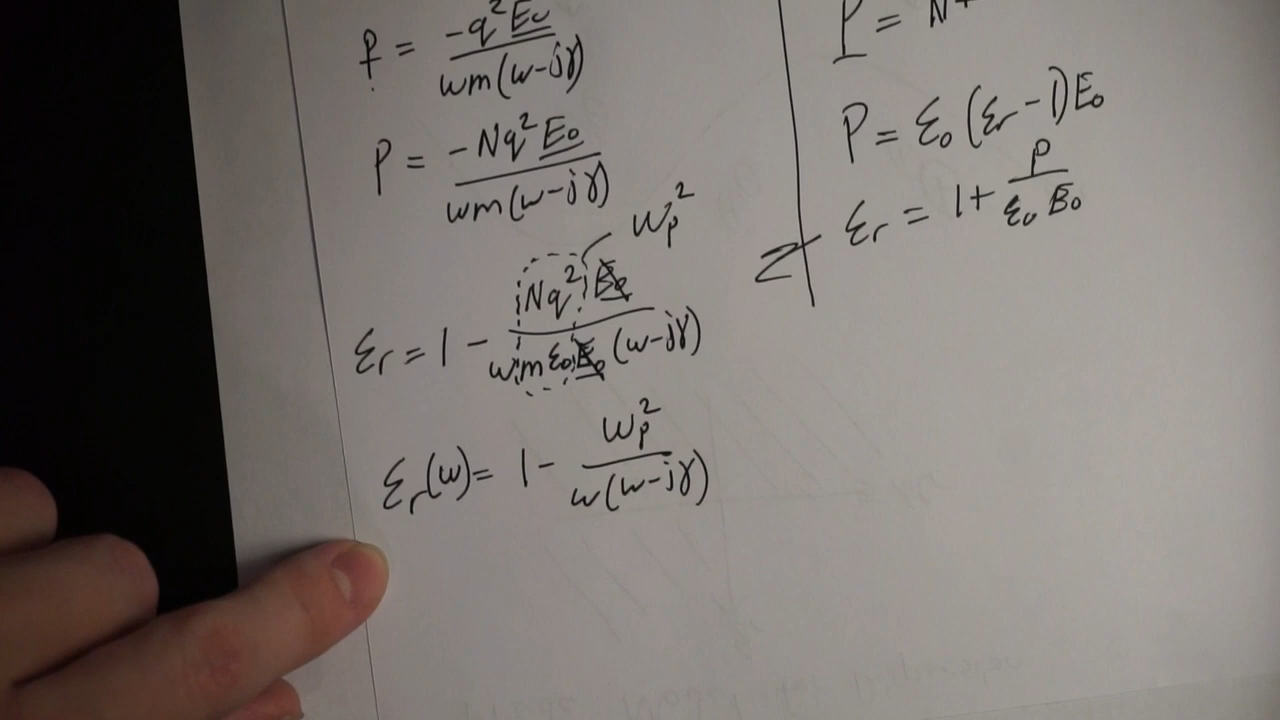 p = -q²E₀ / ωm(ω-jγ)
P = -Nq²E₀ / ωm(ω-jγ)
ωp²
εr = 1 - Nq²E₀ / ωmε₀E₀(ω-jγ)
εr(ω) = 1 - ωp² / ω(ω-jγ)
P = N
P = ε₀(εr-1)E₀
εr = 1+ P / ε₀E₀